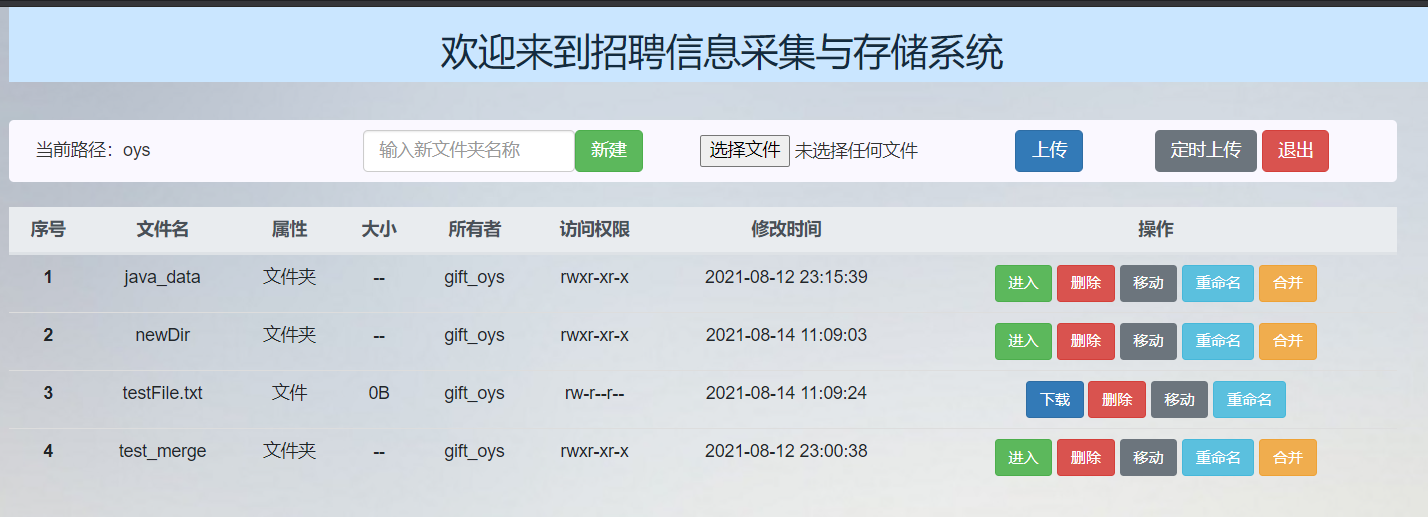 欢迎来到招聘信息采集与存储系统
当前路径：oys 输入新文件夹名称 新建 选择文件 未选择任何文件 上传 定时上传 退出
序号 文件名 属性 大小 所有者 访问权限 修改时间 操作
1 java_data 文件夹 -- gift_oys rwxr-xr-x 2021-08-12 23:15:39 进入 删除 移动 重命名 合并
2 newDir 文件夹 -- gift_oys rwxr-xr-x 2021-08-14 11:09:03 进入 删除 移动 重命名 合并
3 testFile.txt 文件 0B gift_oys rw-r--r-- 2021-08-14 11:09:24 下载 删除 移动 重命名
4 test_merge 文件夹 -- gift_oys rwxr-xr-x 2021-08-12 23:00:38 进入 删除 移动 重命名 合并